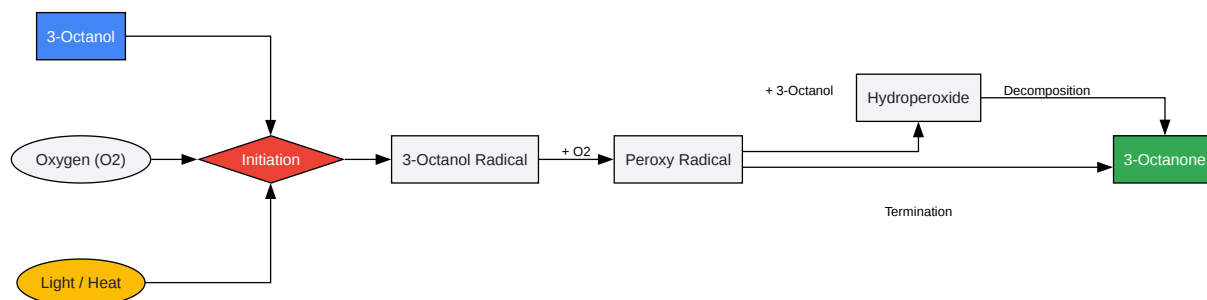 3-Octanol
Oxygen (O2)
Light / Heat
Initiation
3-Octanol Radical
+ O2
Peroxy Radical
+ 3-Octanol
Hydroperoxide
Decomposition
Termination
3-Octanone